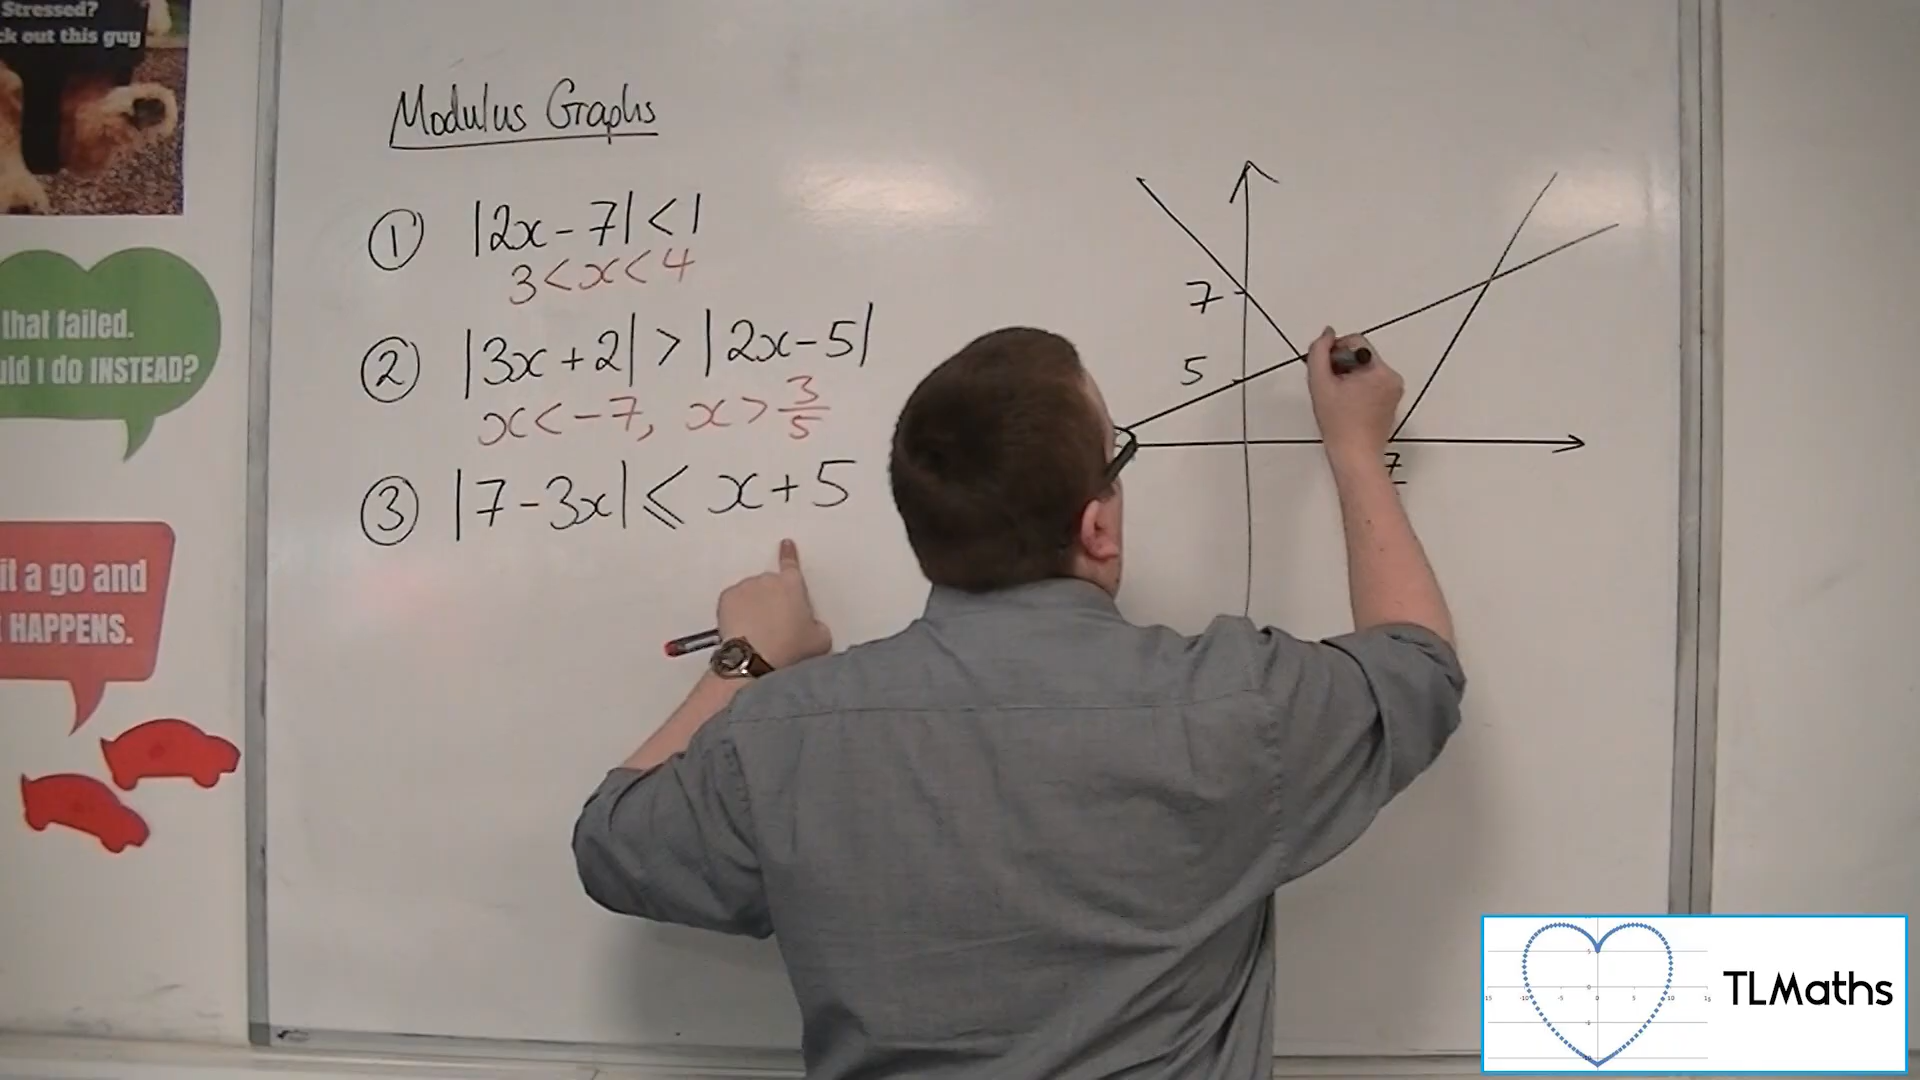 Stressed?
ck out this guy
that failed.
uld I do INSTEAD?
it a go and
HAPPENS.
Modulus Graphs
① |2x - 7| < 1
3 < x < 4
② |3x + 2| > |2x - 5|
x < -7, x > 3/5
③ |7 - 3x| ⩽ x + 5
7
5
7
TLMaths